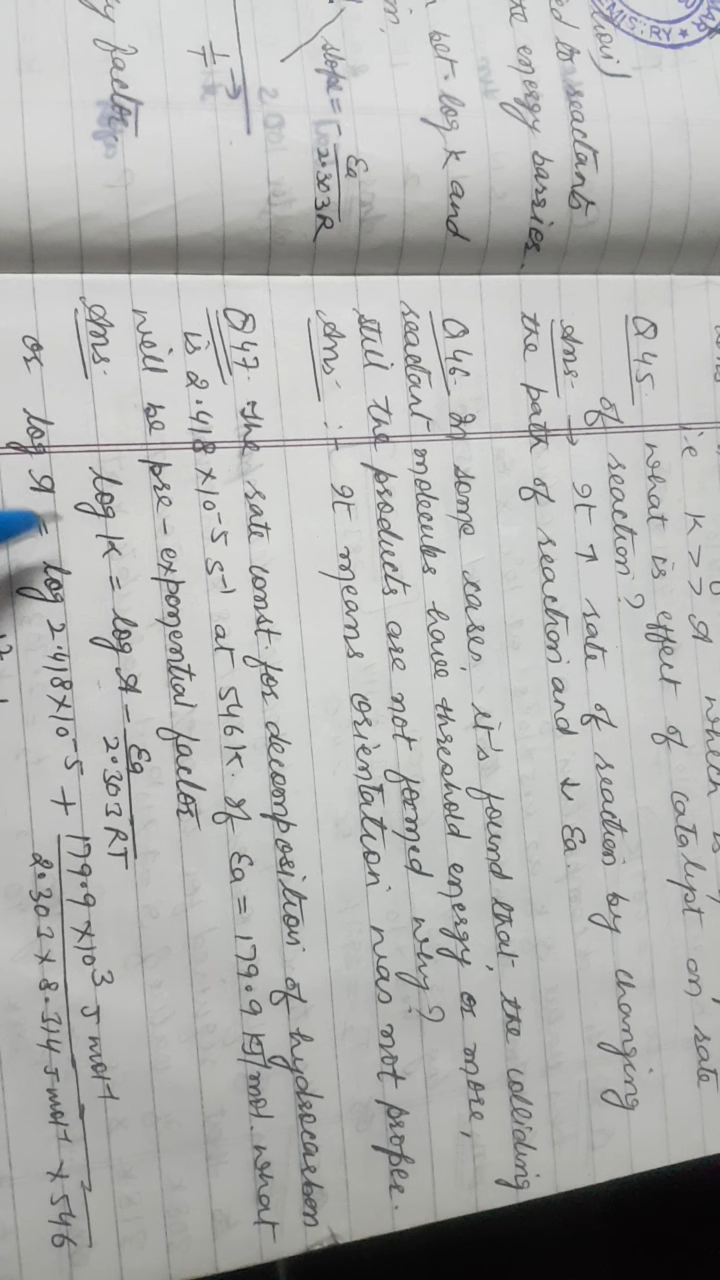 ed to reactants
e energy barries.
bet. log k and
slope = - Ea
2.303R
1
T
y factor
i.e K >> A which is
Q45. what is effect of catalyst on rate
of reaction?
Ans- → It ↑ rate of reaction by changing
the path of reaction and ↓ Ea.
Q46. In some cases, it's found that, the colliding
reactant molecules have threshold energy or more,
still the products are not formed why?
Ans- :- It means orientation was not proper.
Q47. The rate const. for decomposition of hydrocarbon
is 2.418×10⁻⁵ s⁻¹ at 546K. If Ea = 179.9 KJ/mol. what
will be pre-exponential factor
Ans. log K = log A - Ea
2.303RT
or log A = log 2.418×10⁻⁵ + 179.9×10³ J mol⁻¹
2.303 × 8.314 J mol⁻¹ × 546